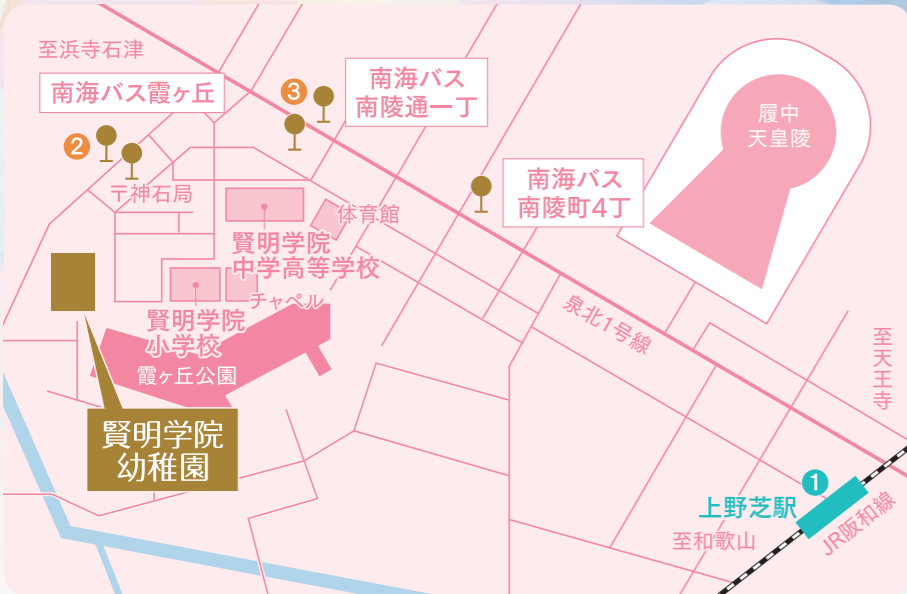 至浜寺石津
南海バス霞ヶ丘
❷
❸
南海バス
南陵通一丁
履中
天皇陵
〒神石局
南海バス
南陵町4丁
体育館
賢明学院
中学高等学校
チャペル
賢明学院
小学校
霞ヶ丘公園
泉北1号線
至天王寺
賢明学院
幼稚園
❶
上野芝駅
至和歌山
JR阪和線